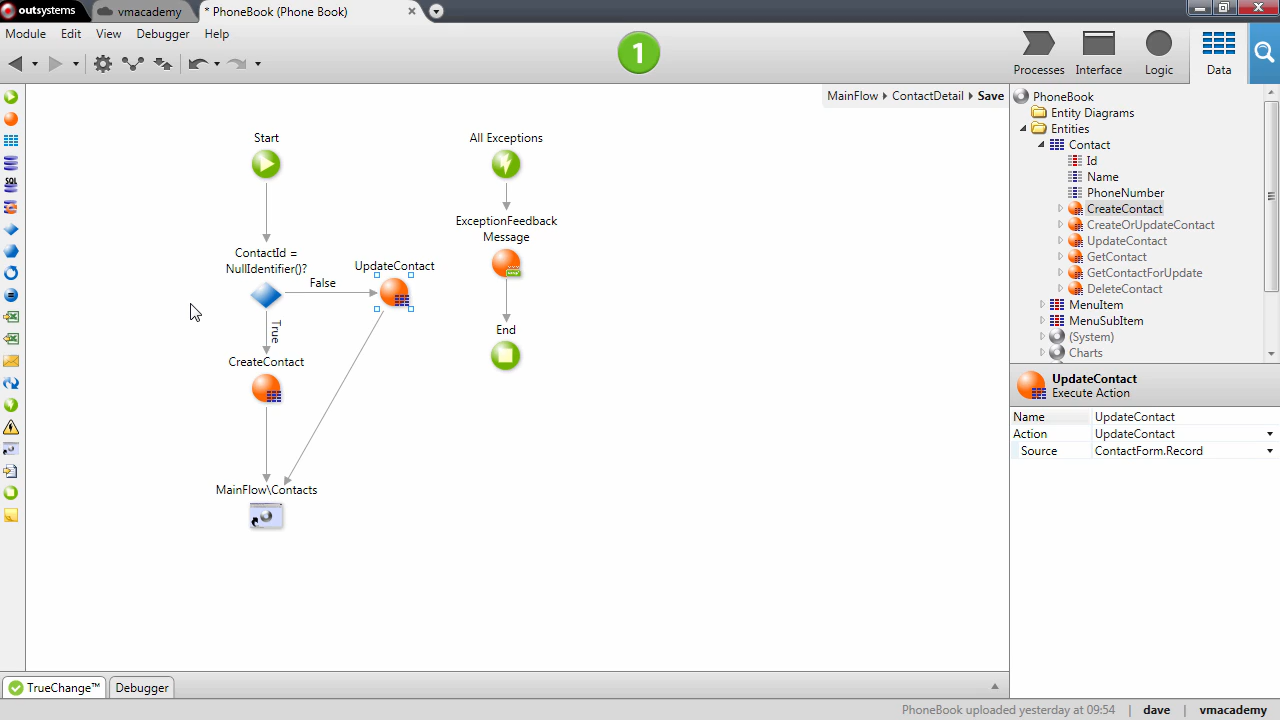 outsystems
vmacademy
* PhoneBook (Phone Book)
Module Edit View Debugger Help
1
Processes Interface Logic Data
MainFlow ContactDetail Save
Start
All Exceptions
ExceptionFeedback
Message
ContactId =
NullIdentifier()?
False
UpdateContact
True
End
CreateContact
MainFlow\Contacts
SQL
PhoneBook
Entity Diagrams
Entities
Contact
Id
Name
PhoneNumber
CreateContact
CreateOrUpdateContact
UpdateContact
GetContact
GetContactForUpdate
DeleteContact
MenuItem
MenuSubItem
(System)
Charts
UpdateContact
Execute Action
Name UpdateContact
Action UpdateContact
Source ContactForm.Record
TrueChange™ Debugger
PhoneBook uploaded yesterday at 09:54 | dave | vmacademy